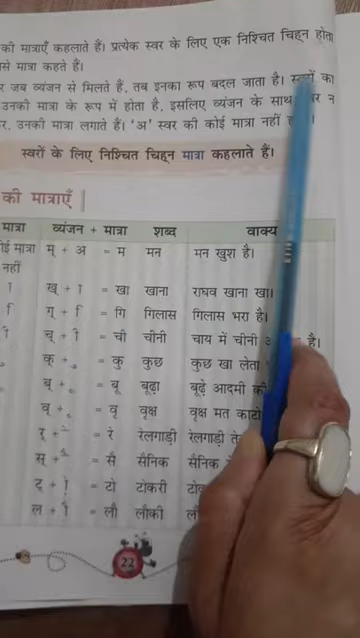 की मात्राएँ कहलाते हैं। प्रत्येक स्वर के लिए एक निश्चित चिह्न होता
से मात्रा कहते हैं।
र जब व्यंजन से मिलते हैं, तब इनका रूप बदल जाता है। स्वरों का
उनकी मात्रा के रूप में होता है, इसलिए व्यंजन के साथ
र, उनकी मात्रा लगाते हैं। 'अ' स्वर की कोई मात्रा नहीं
स्वरों के लिए निश्चित चिह्न मात्रा कहलाते हैं।
की मात्राएँ
मात्रा व्यंजन + मात्रा शब्द वाक्य
ोई मात्रा म् + अ = म मन मन खुश है।
नहीं
ा ख् + ा = खा खाना राघव खाना खा।
ि ग् + ि = गि गिलास गिलास भरा है।
ी च् + ी = ची चीनी चाय में चीनी है।
क् + ु = कु कुछ कुछ खा लेता
ब् + ू = बू बूढ़ा बूढ़े आदमी की
व् + ृ = वृ वृक्ष वृक्ष मत काटो
र् + े = रे रेलगाड़ी रेलगाड़ी
स् + ै = सै सैनिक सैनिक
ट् + ो = टो टोकरी
ल + ौ = लौ लौकी
22